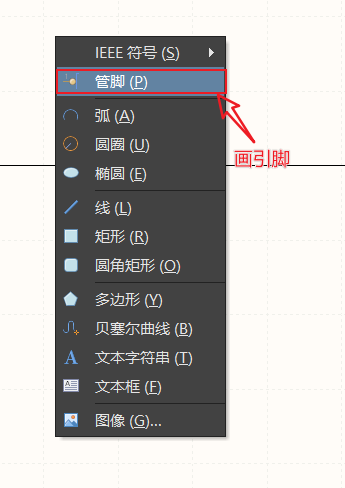 IEEE 符号 (S)
管脚 (P)
弧 (A)
圆圈 (U)
画引脚
椭圆 (E)
线 (L)
矩形 (R)
圆角矩形 (O)
多边形 (Y)
贝塞尔曲线 (B)
文本字符串 (T)
文本框 (F)
图像 (G)...